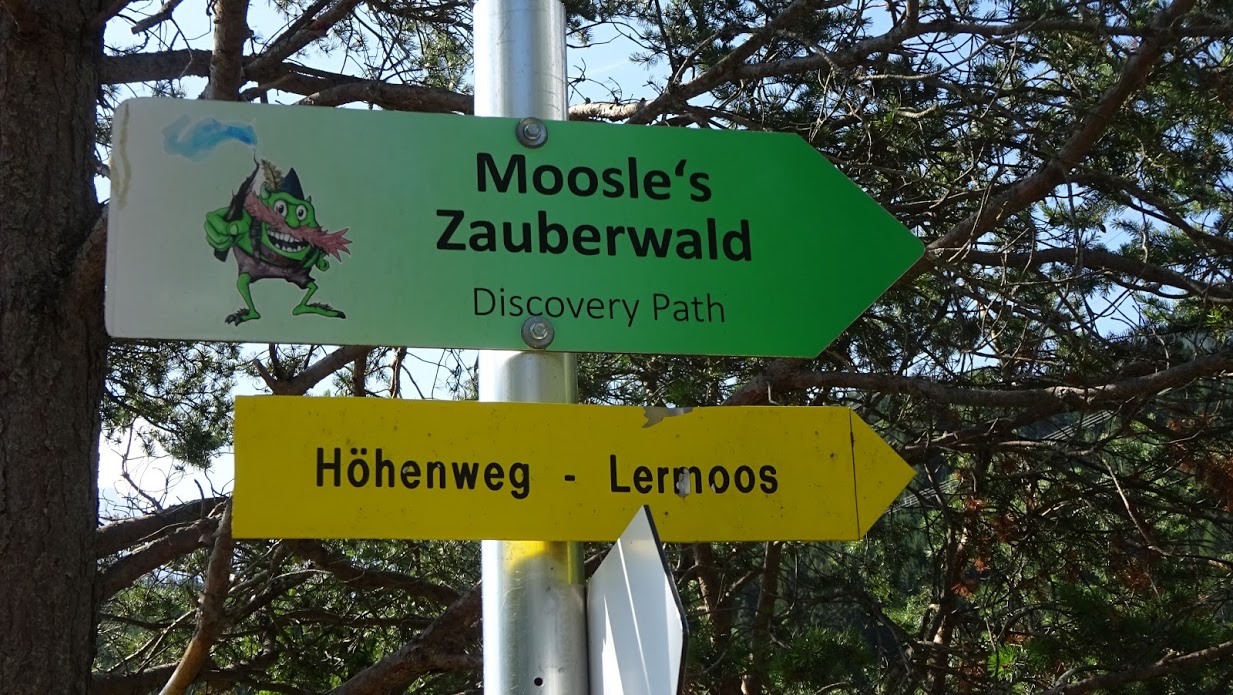 Moosle‘s
Zauberwald
Discovery Path
Höhenweg - Lermoos